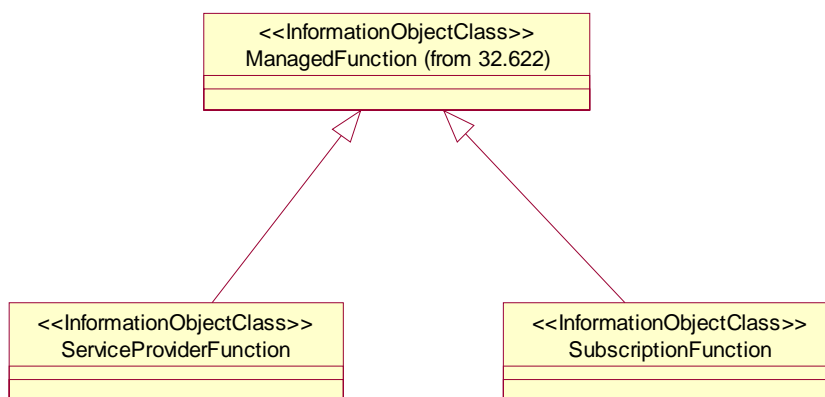 <<InformationObjectClass>>
ManagedFunction (from 32.622)
<<InformationObjectClass>>
ServiceProviderFunction
<<InformationObjectClass>>
SubscriptionFunction